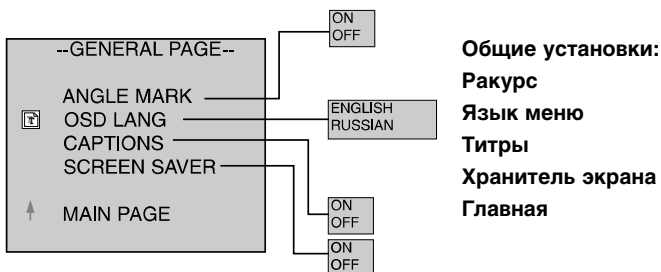 --GENERAL PAGE--
ANGLE MARK
OSD LANG
CAPTIONS
SCREEN SAVER
MAIN PAGE
ON
OFF
ENGLISH
RUSSIAN
ON
OFF
ON
OFF
Общие установки:
Ракурс
Язык меню
Титры
Хранитель экрана
Главная